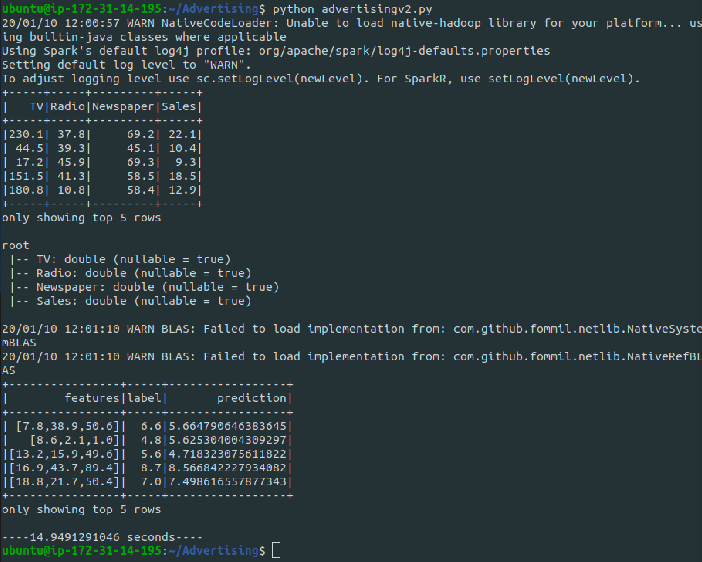 ubuntu@ip-172-31-14-195:~/Advertising$ python advertisingv2.py
20/01/10 12:00:57 WARN NativeCodeLoader: Unable to load native-hadoop library for your platform... us
ing builtin-java classes where applicable
Using Spark's default log4j profile: org/apache/spark/log4j-defaults.properties
Setting default log level to "WARN".
To adjust logging level use sc.setLogLevel(newLevel). For SparkR, use setLogLevel(newLevel).
+-----+-----+---------+-----+
|   TV|Radio|Newspaper|Sales|
+-----+-----+---------+-----+
|230.1| 37.8|     69.2| 22.1|
| 44.5| 39.3|     45.1| 10.4|
| 17.2| 45.9|     69.3|  9.3|
|151.5| 41.3|     58.5| 18.5|
|180.8| 10.8|     58.4| 12.9|
+-----+-----+---------+-----+
only showing top 5 rows

root
 |-- TV: double (nullable = true)
 |-- Radio: double (nullable = true)
 |-- Newspaper: double (nullable = true)
 |-- Sales: double (nullable = true)

20/01/10 12:01:10 WARN BLAS: Failed to load implementation from: com.github.fommil.netlib.NativeSyste
mBLAS
20/01/10 12:01:10 WARN BLAS: Failed to load implementation from: com.github.fommil.netlib.NativeRefBL
AS
+----------------+-----+-----------------+
|        features|label|       prediction|
+----------------+-----+-----------------+
| [7.8,38.9,50.6]|  6.6|5.664790646383645|
|   [8.6,2.1,1.0]|  4.8|5.625304004309297|
|[13.2,15.9,49.6]|  5.6|4.718323075611822|
|[16.9,43.7,89.4]|  8.7|8.566842227934082|
|[18.8,21.7,50.4]|  7.0|7.498616557877343|
+----------------+-----+-----------------+
only showing top 5 rows

----14.9491291046 seconds----
ubuntu@ip-172-31-14-195:~/Advertising$